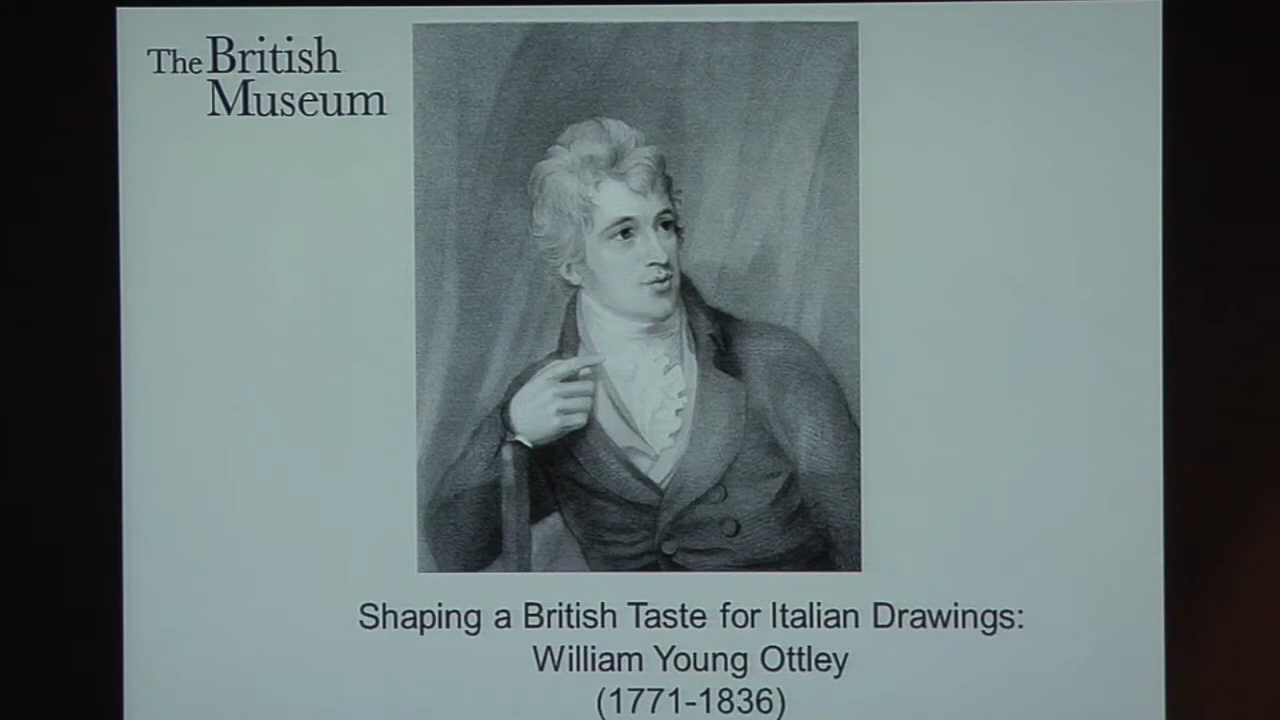 The British
Museum
Shaping a British Taste for Italian Drawings:
William Young Ottley
(1771-1836)